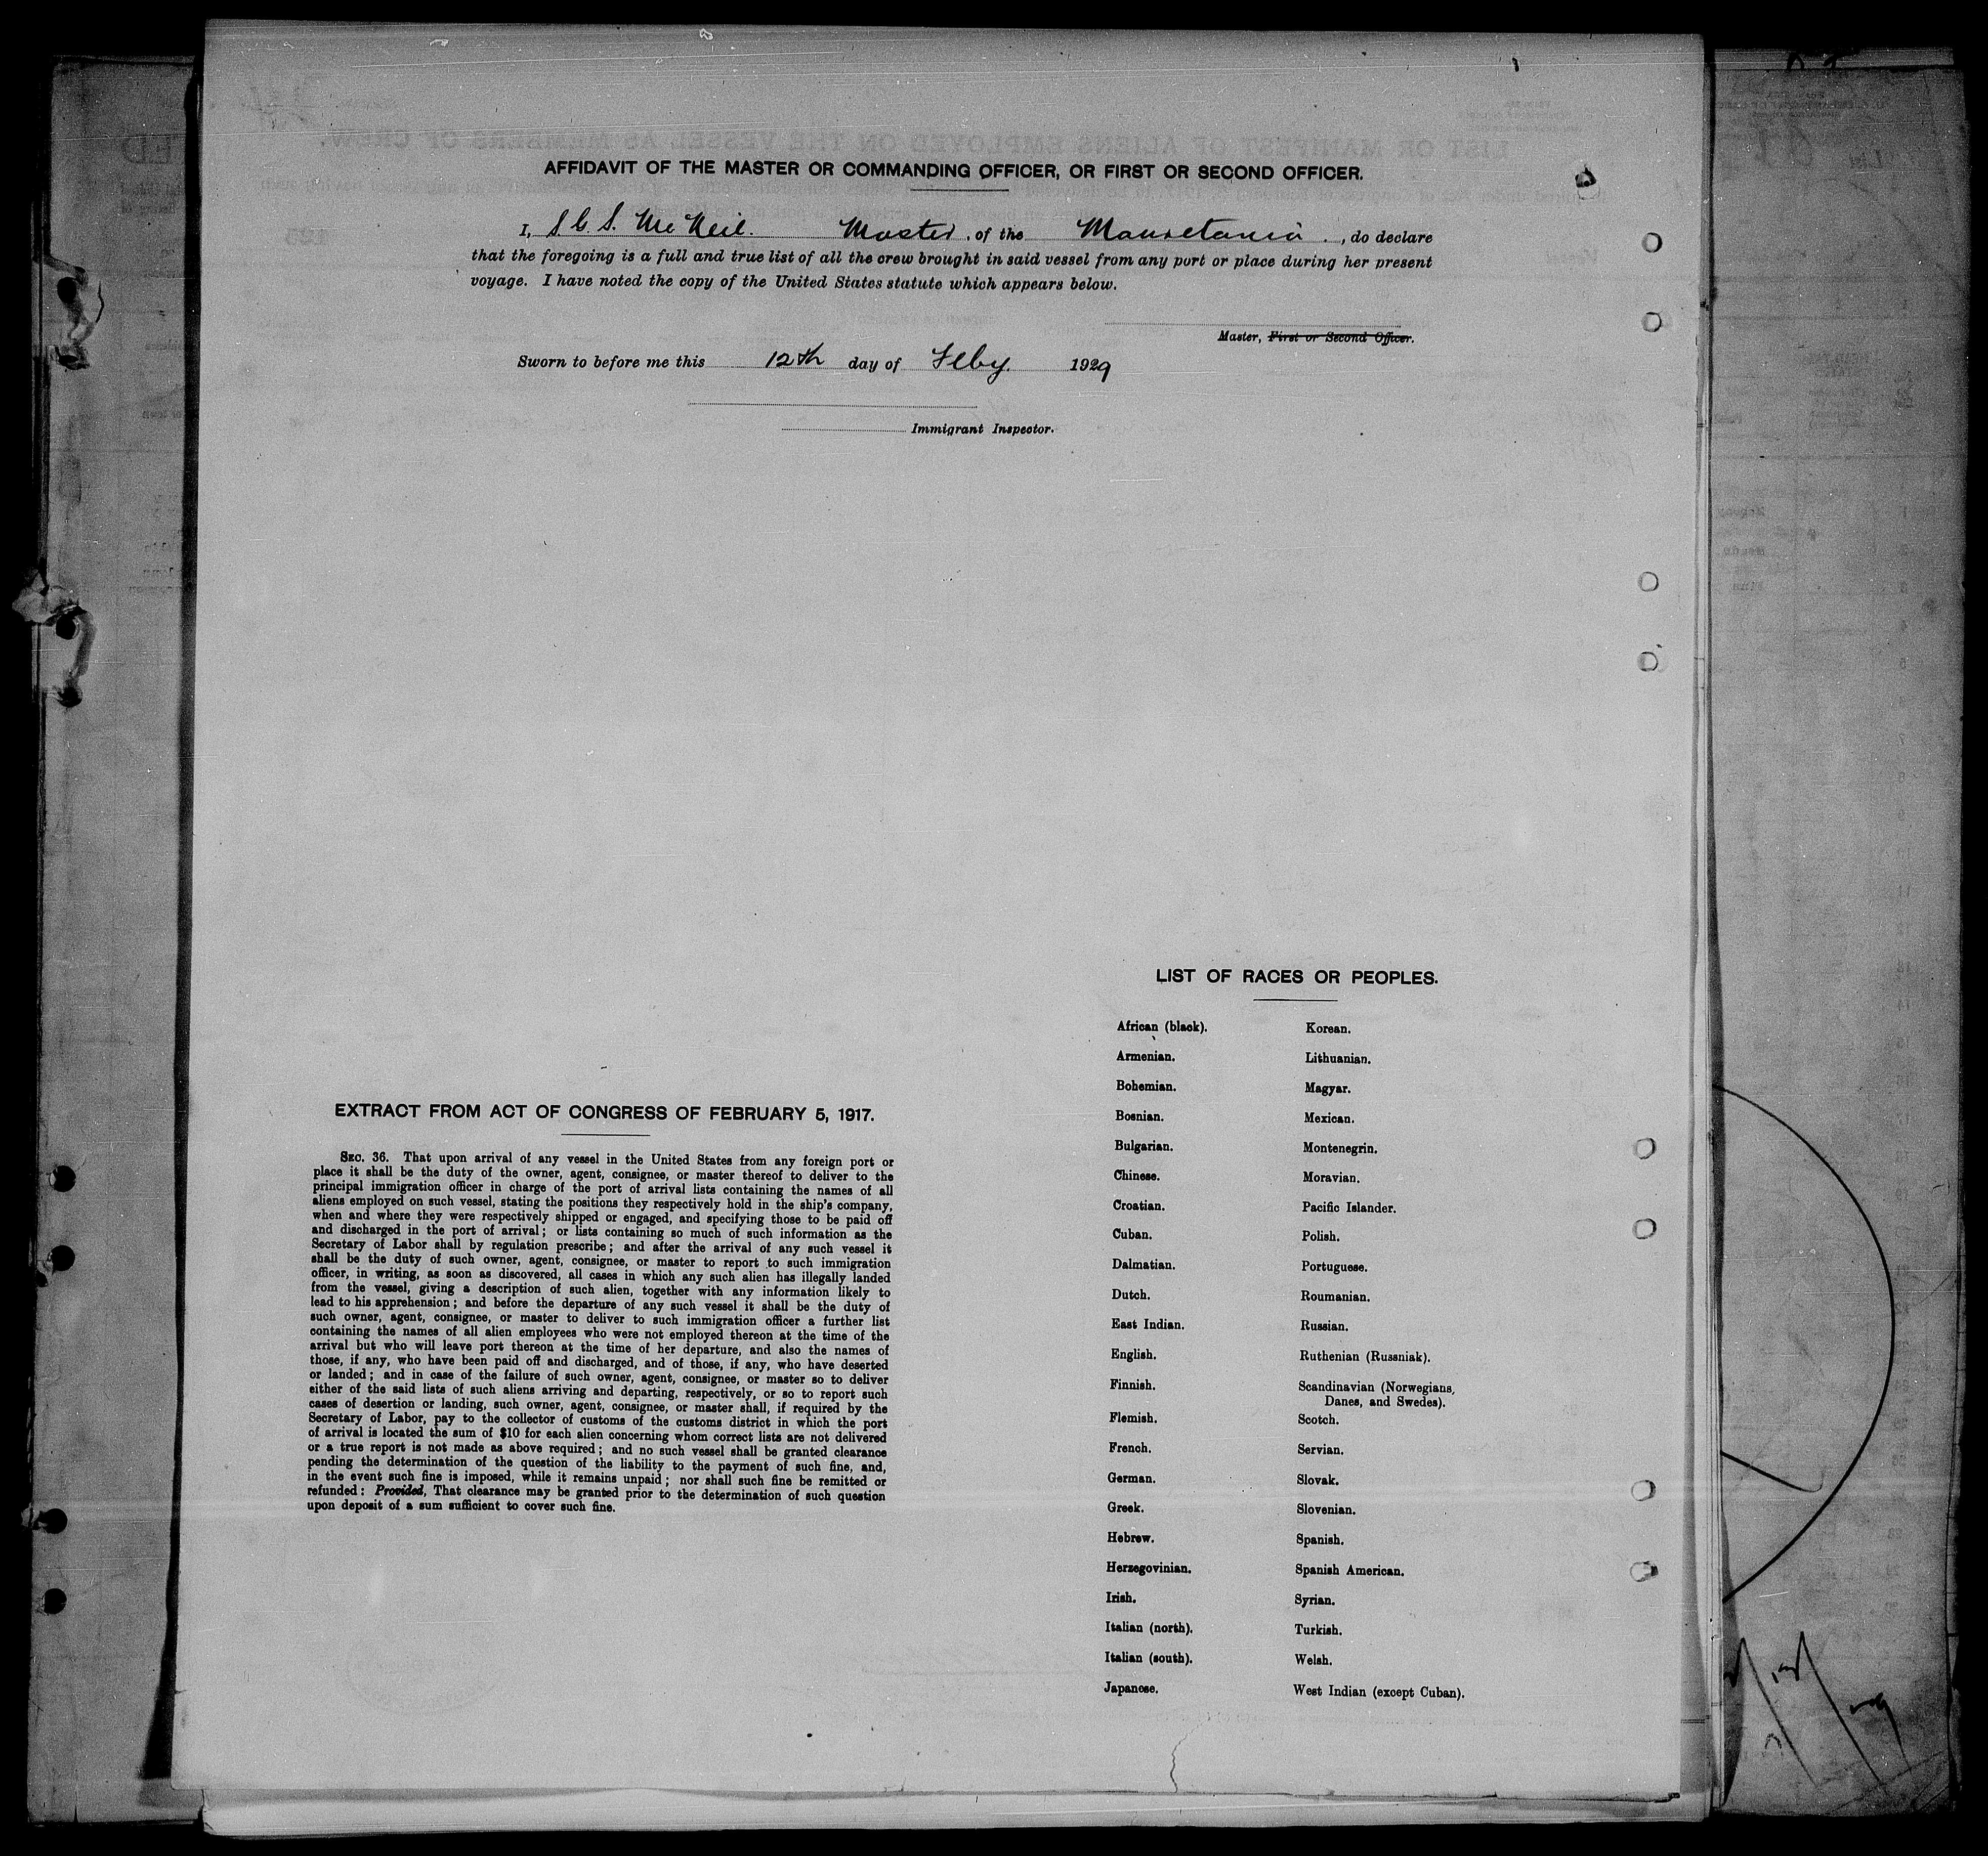 AFFIDAVIT OF THE MASTER OR COMMANDING OFFICER, OR FIRST OR SECOND OFFICER.
I, S. G. S. McNeil. Master, of the Mauretania, do declare
that the foregoing is a full and true list of all the crew brought in said vessel from any port or place during her present
voyage. I have noted the copy of the United States statute which appears below.
Master, First or Second Officer.
Sworn to before me this 12th day of Feby. 1929
Immigrant Inspector.
EXTRACT FROM ACT OF CONGRESS OF FEBRUARY 5, 1917.
SEC. 36. That upon arrival of any vessel in the United States from any foreign port or
place it shall be the duty of the owner, agent, consignee, or master thereof to deliver to the
principal immigration officer in charge of the port of arrival lists containing the names of all
aliens employed on such vessel, stating the positions they respectively hold in the ship's company,
when and where they were respectively shipped or engaged, and specifying those to be paid off
and discharged in the port of arrival; or lists containing so much of such information as the
Secretary of Labor shall by regulation prescribe; and after the arrival of any such vessel it
shall be the duty of such owner, agent, consignee, or master to report to such immigration
officer, in writing, as soon as discovered, all cases in which any such alien has illegally landed
from the vessel, giving a description of such alien, together with any information likely to
lead to his apprehension; and before the departure of any such vessel it shall be the duty of
such owner, agent, consignee, or master to deliver to such immigration officer a further list
containing the names of all alien employees who were not employed thereon at the time of the
arrival but who will leave port thereon at the time of her departure, and also the names of
those, if any, who have been paid off and discharged, and of those, if any, who have deserted
or landed; and in case of the failure of such owner, agent, consignee, or master so to deliver
either of the said lists of such aliens arriving and departing, respectively, or so to report such
cases of desertion or landing, such owner, agent, consignee, or master shall, if required by the
Secretary of Labor, pay to the collector of customs of the customs district in which the port
of arrival is located the sum of $10 for each alien concerning whom correct lists are not delivered
or a true report is not made as above required; and no such vessel shall be granted clearance
pending the determination of the question of the liability to the payment of such fine, and,
in the event such fine is imposed, while it remains unpaid; nor shall such fine be remitted or
refunded: Provided, That clearance may be granted prior to the determination of such question
upon deposit of a sum sufficient to cover such fine.
LIST OF RACES OR PEOPLES.
African (black).
Armenian.
Bohemian.
Bosnian.
Bulgarian.
Chinese.
Croatian.
Cuban.
Dalmatian.
Dutch.
East Indian.
English.
Finnish.
Flemish.
French.
German.
Greek.
Hebrew.
Herzegovinian.
Irish.
Italian (north).
Italian (south).
Japanese.
Korean.
Lithuanian.
Magyar.
Mexican.
Montenegrin.
Moravian.
Pacific Islander.
Polish.
Portuguese.
Roumanian.
Russian.
Ruthenian (Russniak).
Scandinavian (Norwegians,
Danes, and Swedes).
Scotch.
Servian.
Slovak.
Slovenian.
Spanish.
Spanish American.
Syrian.
Turkish.
Welsh.
West Indian (except Cuban).